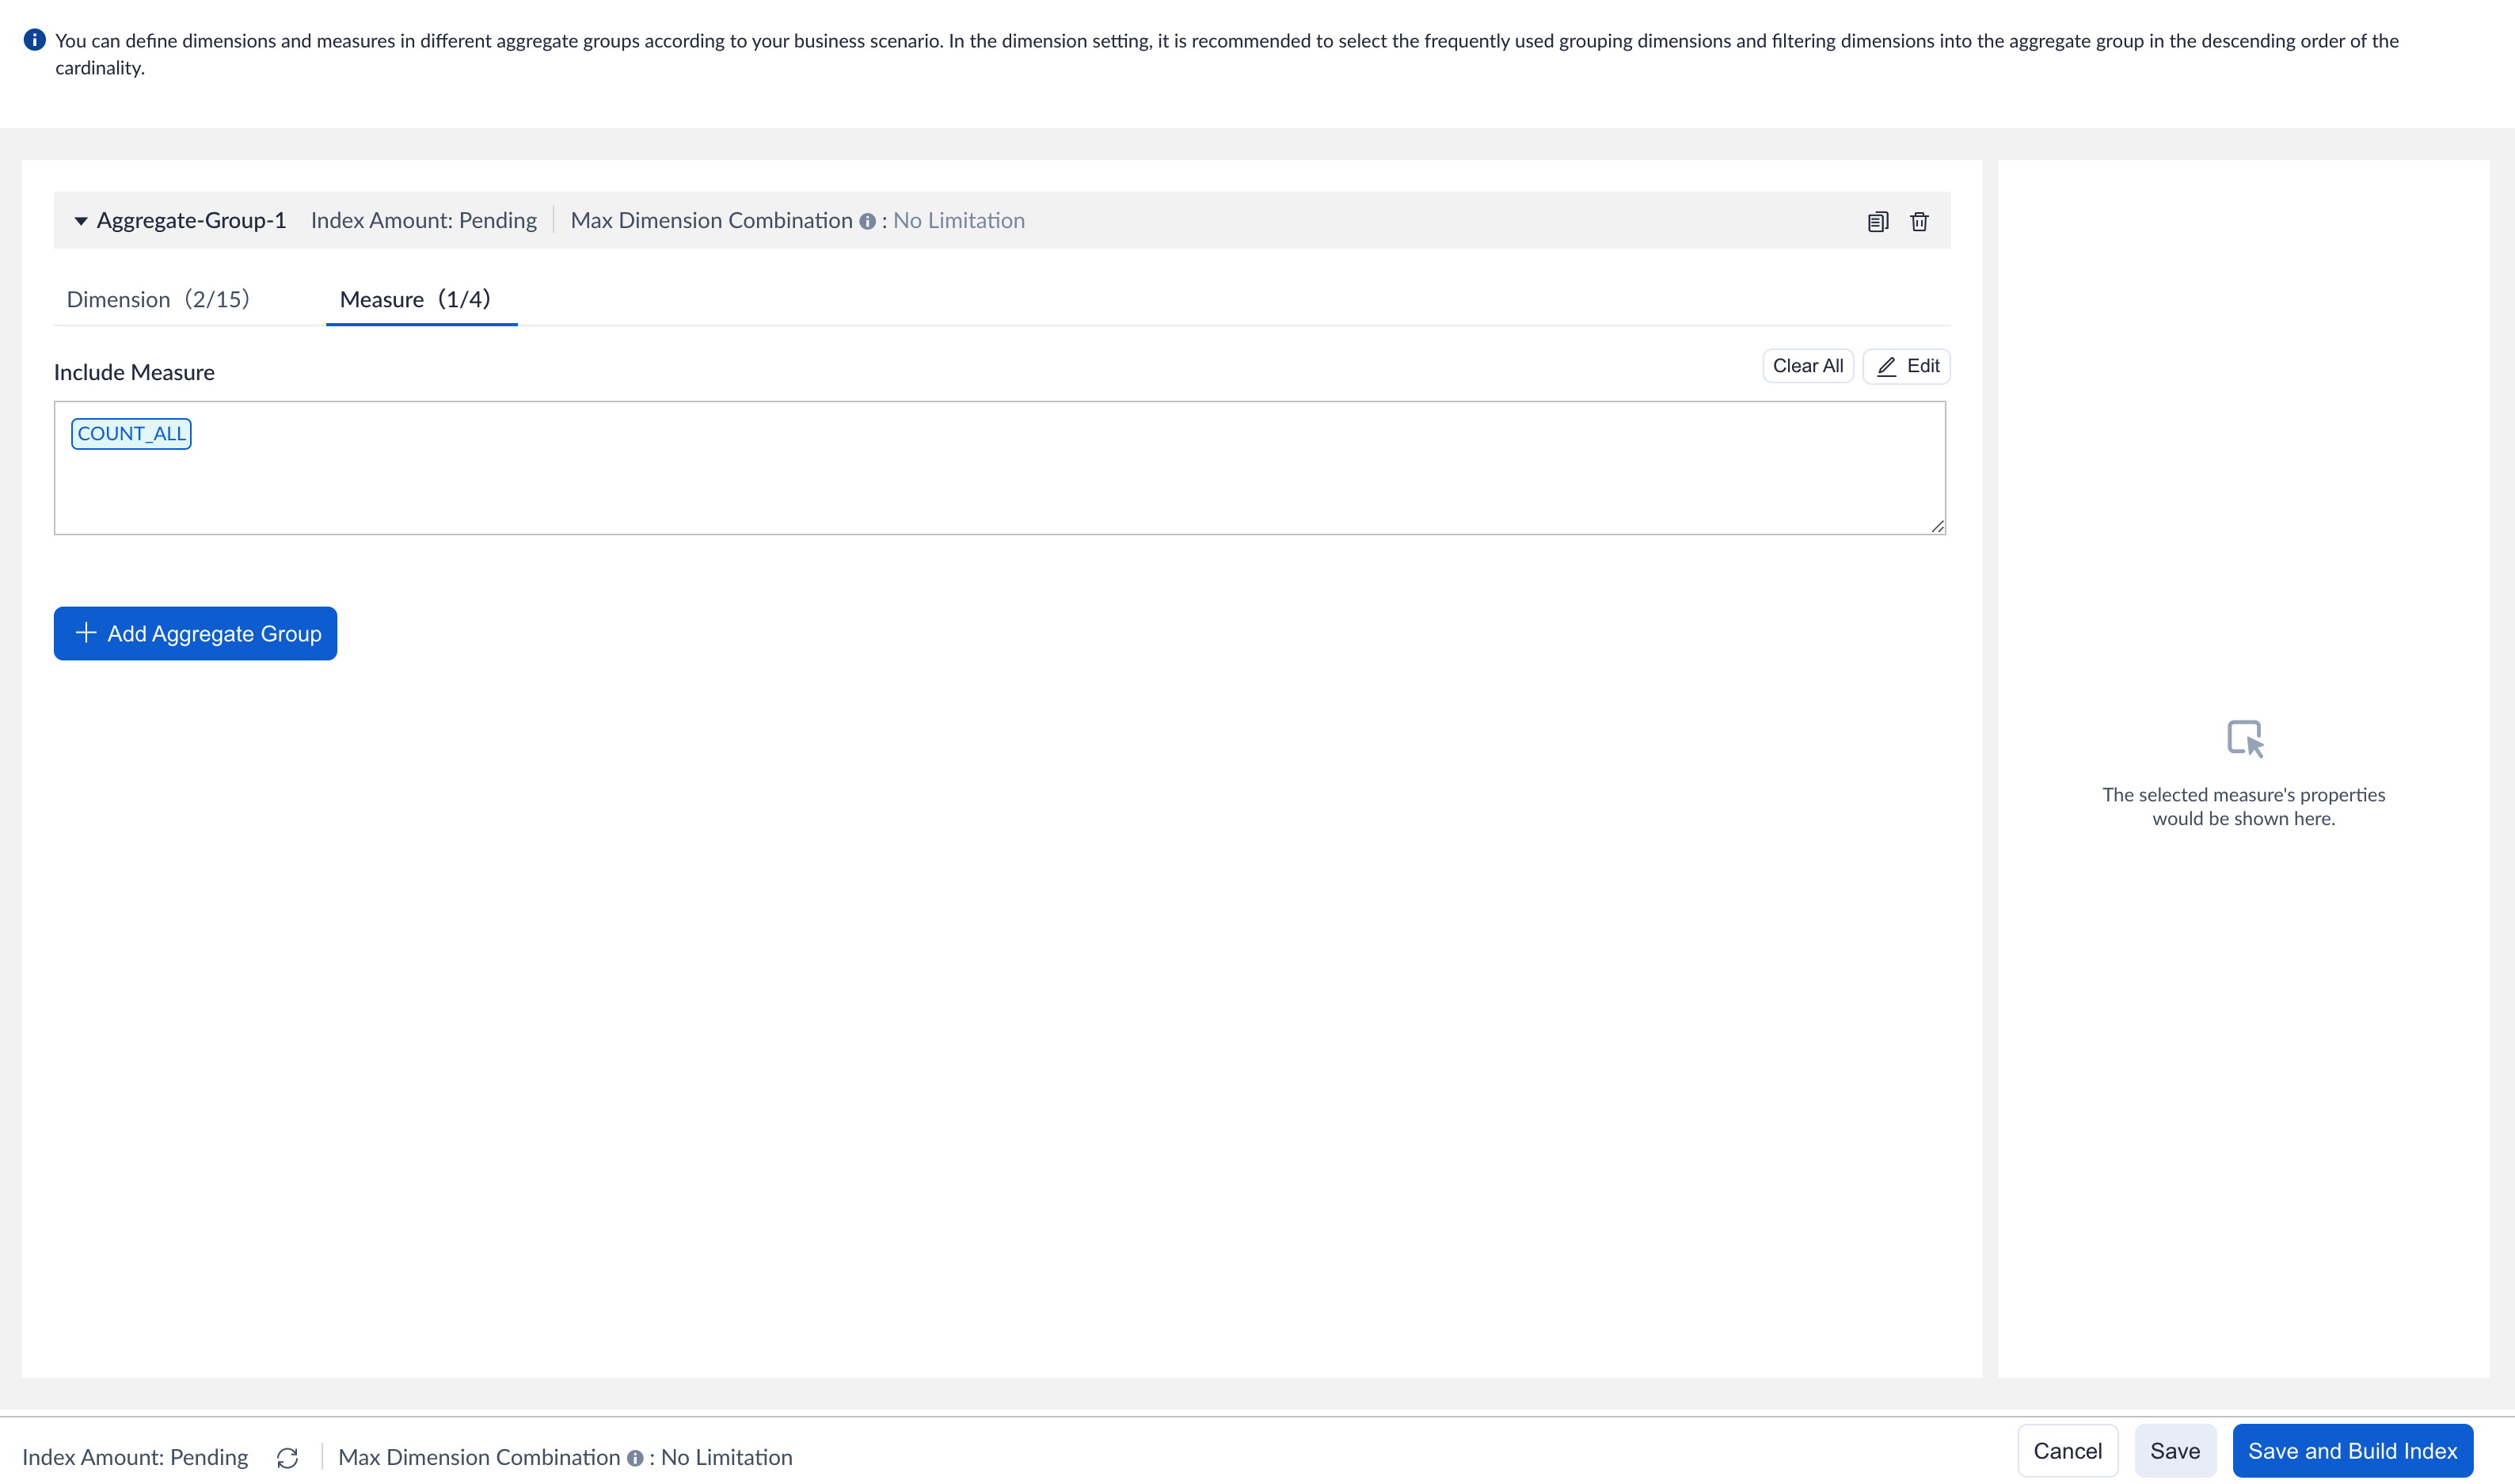 You can define dimensions and measures in different aggregate groups according to your business scenario. In the dimension setting, it is recommended to select the frequently used grouping dimensions and filtering dimensions into the aggregate group in the descending order of the
cardinality.
Aggregate-Group-1 Index Amount: Pending Max Dimension Combination : No Limitation
Dimension (2/15) Measure (1/4)
Include Measure Clear All Edit
COUNT_ALL
Add Aggregate Group
The selected measure's properties
would be shown here.
Index Amount: Pending Max Dimension Combination : No Limitation Cancel Save Save and Build Index